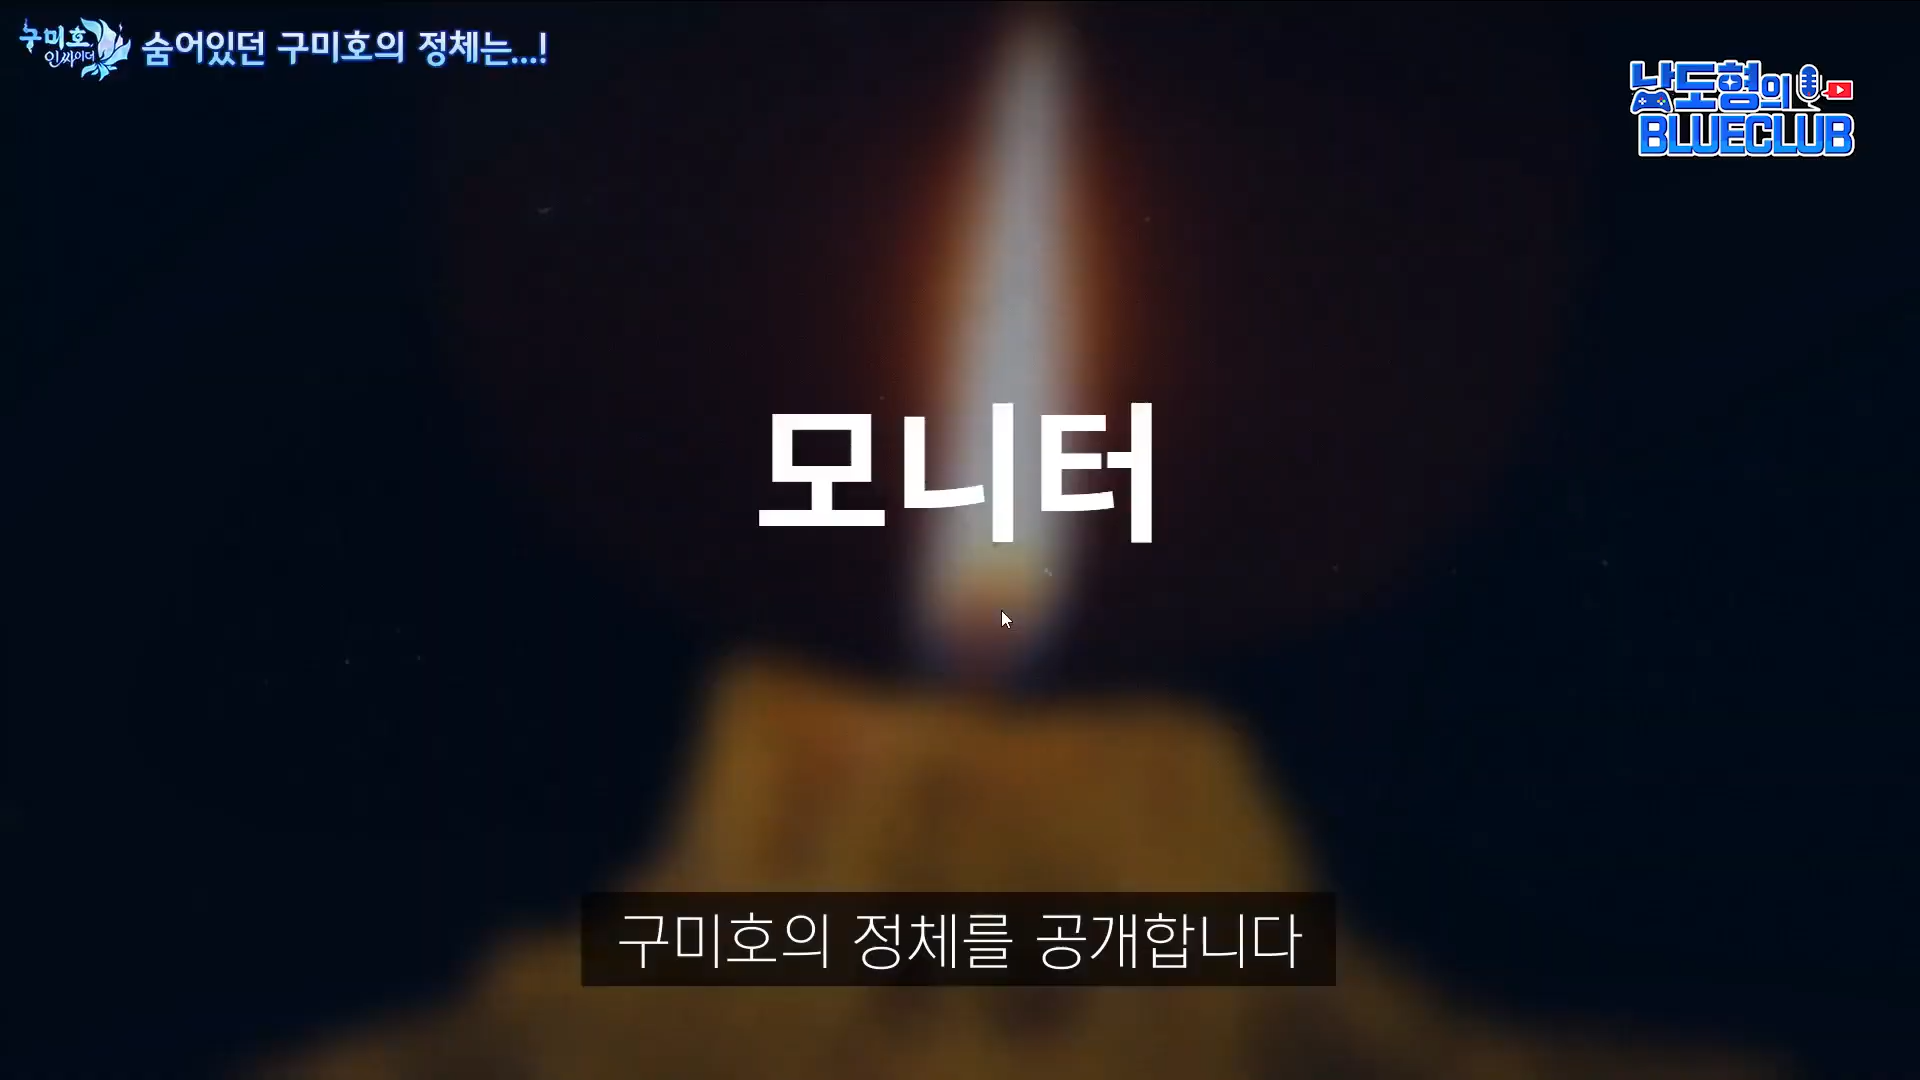 구미호
인싸이더
숨어있던 구미호의 정체는...!
남도형의
BLUECLUB
모니터
구미호의 정체를 공개합니다